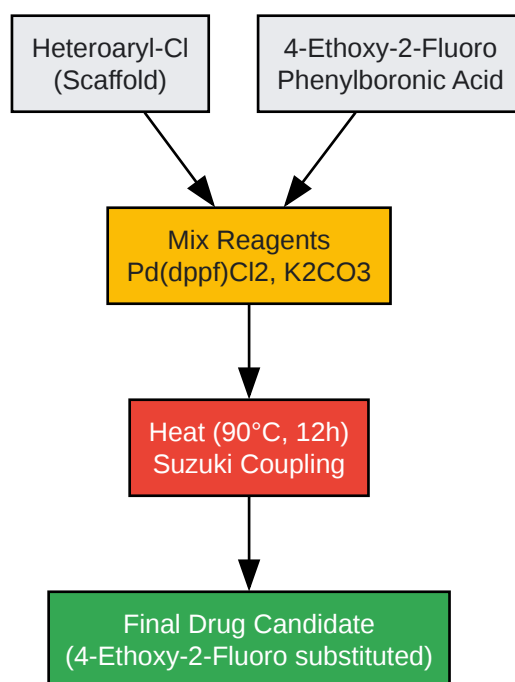 Heteroaryl-Cl
(Scaffold)
4-Ethoxy-2-Fluoro
Phenylboronic Acid
Mix Reagents
Pd(dppf)Cl2, K2CO3
Heat (90°C, 12h)
Suzuki Coupling
Final Drug Candidate
(4-Ethoxy-2-Fluoro substituted)